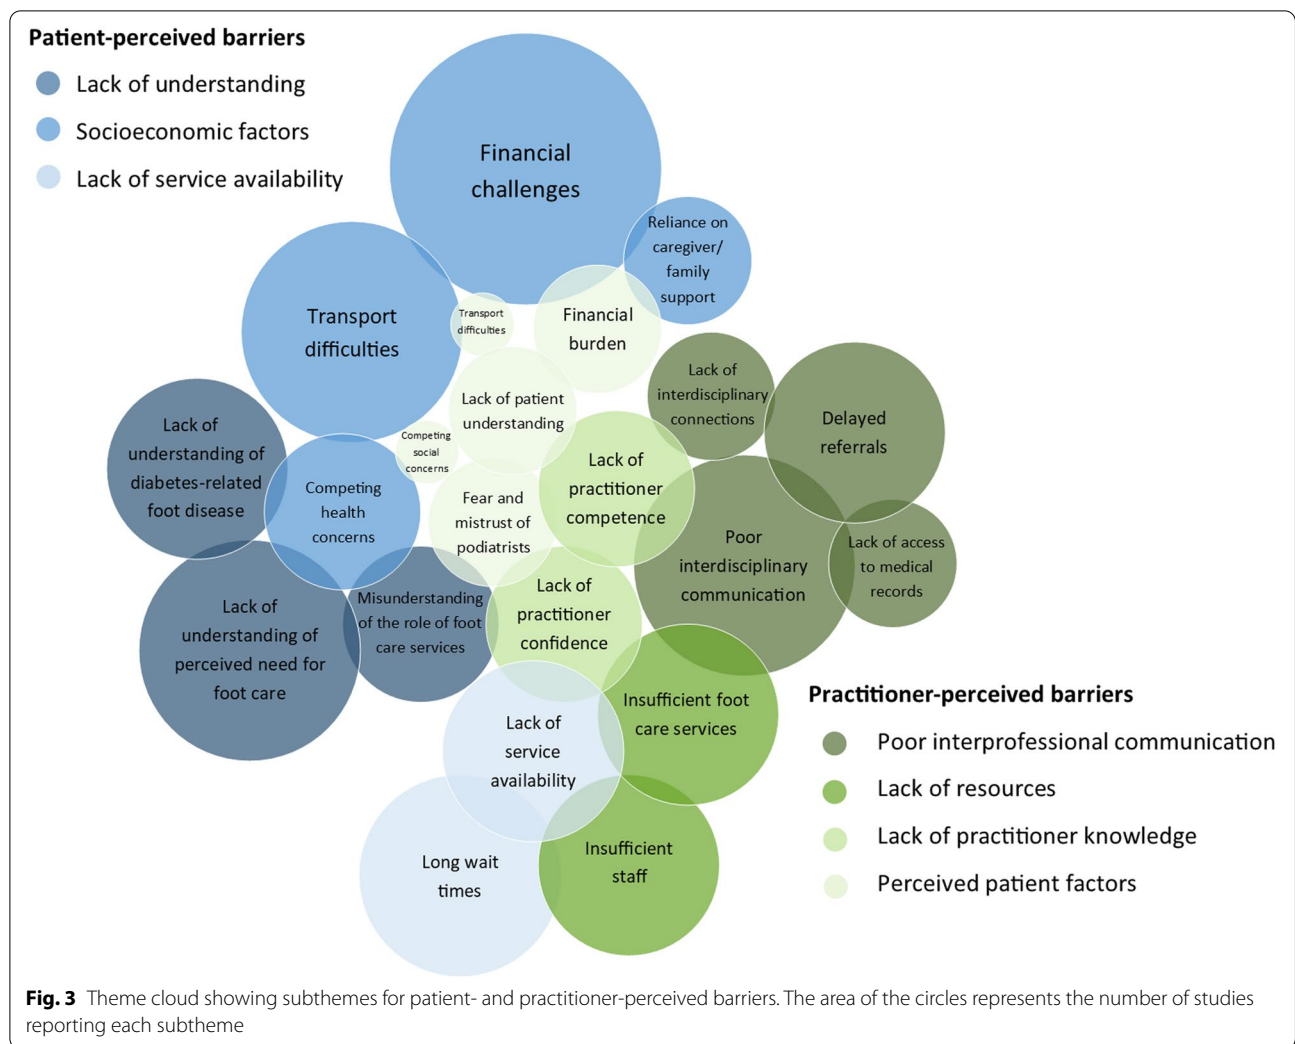 Patient-perceived barriers
Lack of understanding
Socioeconomic factors
Lack of service availability
Financial
challenges
Reliance on
caregiver/
family
support
Transport
difficulties
Transport
difficulties
Financial
burden
Lack of
interdisciplinary
connections
Delayed
referrals
Lack of patient
understanding
Lack of
understanding of
diabetes-related
foot disease
Competing
social
concerns
Lack of
practitioner
competence
Competing
health
concerns
Fear and
mistrust of
podiatrists
Poor
interdisciplinary
communication
Lack of access
to medical
records
Lack of
understanding of
perceived need for
foot care
Misunderstanding
of the role of foot
care services
Lack of
practitioner
confidence
Insufficient foot
care services
Lack of
service
availability
Long wait
times
Insufficient
staff
Practitioner-perceived barriers
Poor interprofessional communication
Lack of resources
Lack of practitioner knowledge
Perceived patient factors
Fig. 3 Theme cloud showing subthemes for patient- and practitioner-perceived barriers. The area of the circles represents the number of studies
reporting each subtheme